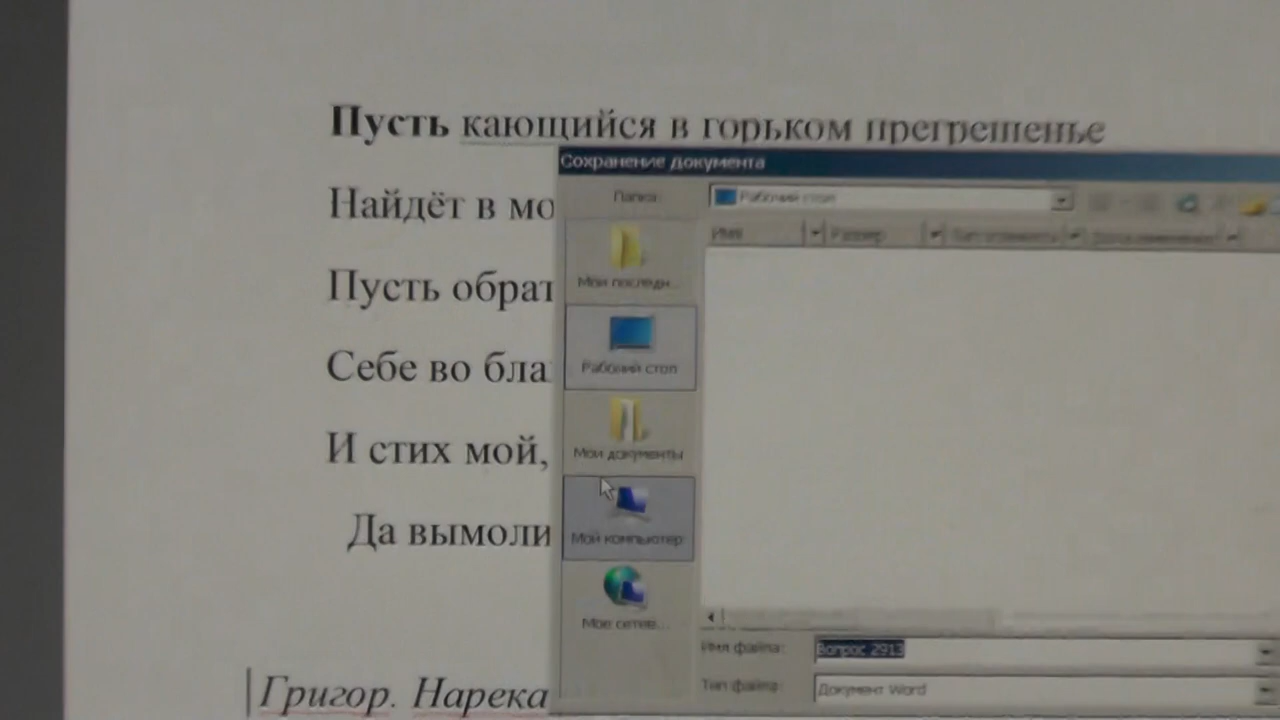 Пусть кающийся в горьком прегрешенье
Найдёт в мо
Пусть обрат
Себе во бла
И стих мой,
Да вымоли
Григор. Нарека
Сохранение документа
Папка:
Рабочий стол
Имя
Размер
Мои последн...
Рабочий стол
Мои документы
Мой компьютер
Мое сетев...
Имя файла:
Вопрос 2913
Тип файла:
Документ Word